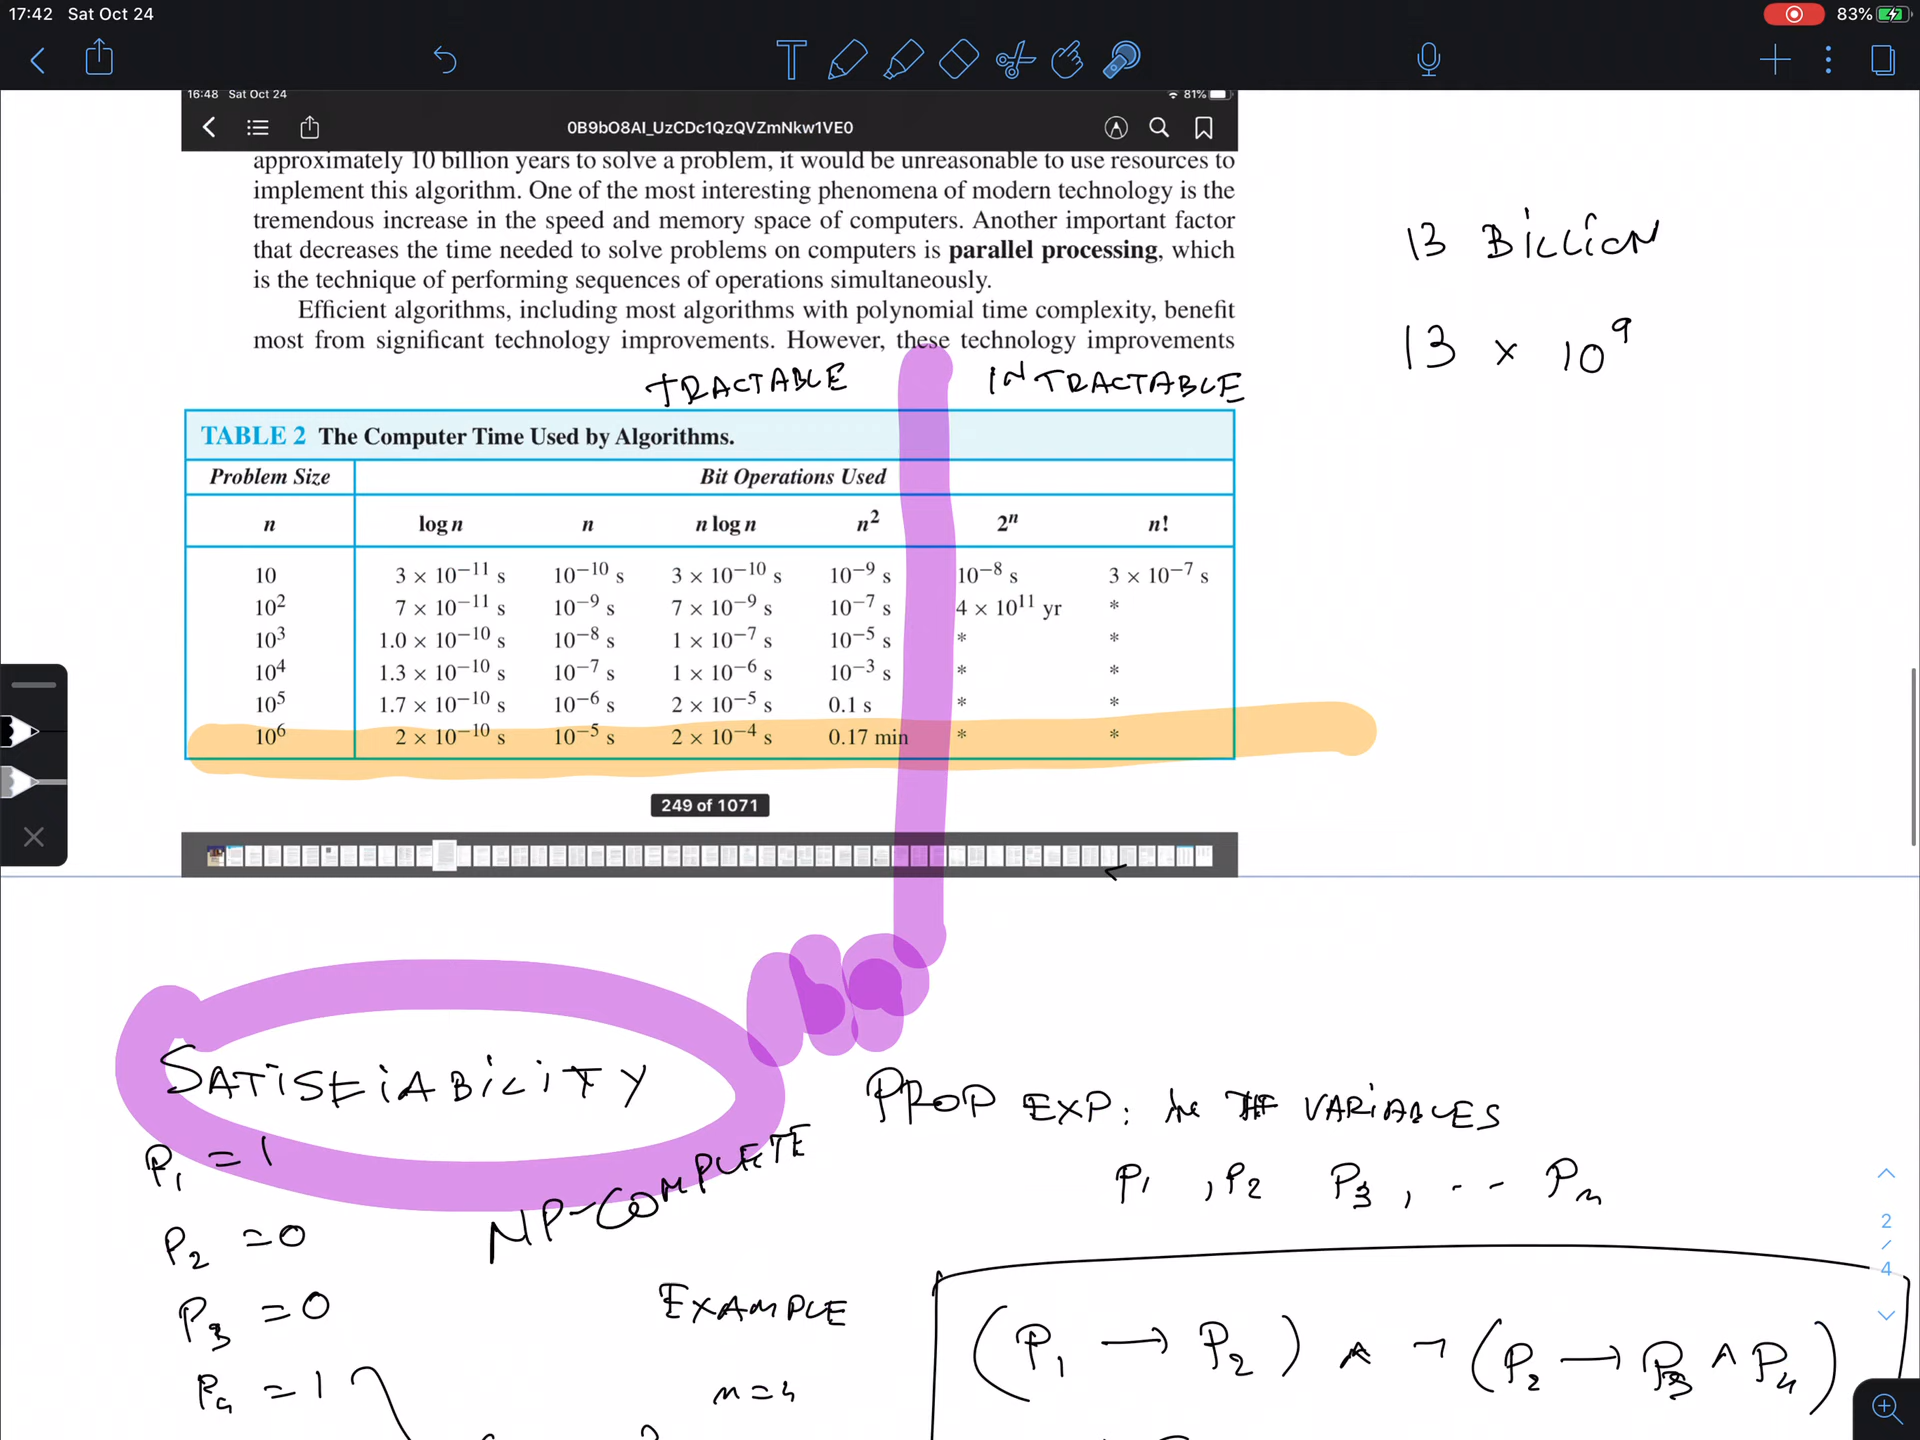 17:42 Sat Oct 24
83%
16:48 Sat Oct 24
81%
0B9bO8AI_UzCDc1QzQVZmNkw1VE0
approximately 10 billion years to solve a problem, it would be unreasonable to use resources to
implement this algorithm. One of the most interesting phenomena of modern technology is the
tremendous increase in the speed and memory space of computers. Another important factor
that decreases the time needed to solve problems on computers is parallel processing, which
is the technique of performing sequences of operations simultaneously.
Efficient algorithms, including most algorithms with polynomial time complexity, benefit
most from significant technology improvements. However, these technology improvements
13 BILLION
13 × 10⁹
TRACTABLE INTRACTABLE
TABLE 2 The Computer Time Used by Algorithms.
Problem Size Bit Operations Used
n log n n n log n n² 2ⁿ n!
10 3 × 10⁻¹¹ s 10⁻¹⁰ s 3 × 10⁻¹⁰ s 10⁻⁹ s 10⁻⁸ s 3 × 10⁻⁷ s
10² 7 × 10⁻¹¹ s 10⁻⁹ s 7 × 10⁻⁹ s 10⁻⁷ s 4 × 10¹¹ yr *
10³ 1.0 × 10⁻¹⁰ s 10⁻⁸ s 1 × 10⁻⁷ s 10⁻⁵ s * *
10⁴ 1.3 × 10⁻¹⁰ s 10⁻⁷ s 1 × 10⁻⁶ s 10⁻³ s * *
10⁵ 1.7 × 10⁻¹⁰ s 10⁻⁶ s 2 × 10⁻⁵ s 0.1 s * *
10⁶ 2 × 10⁻¹⁰ s 10⁻⁵ s 2 × 10⁻⁴ s 0.17 min * *
249 of 1071
SATISFIABILITY
NP-COMPLETE
P₁ = 1
P₂ = 0
P₃ = 0
P₄ = 1
PROP EXP: VARIABLES
P₁ , P₂ P₃ , -- Pₙ
EXAMPLE
n = 4
(P₁ → P₂) ∧ ¬ (P₂ → P₃ ∧ P₄)
2 / 4